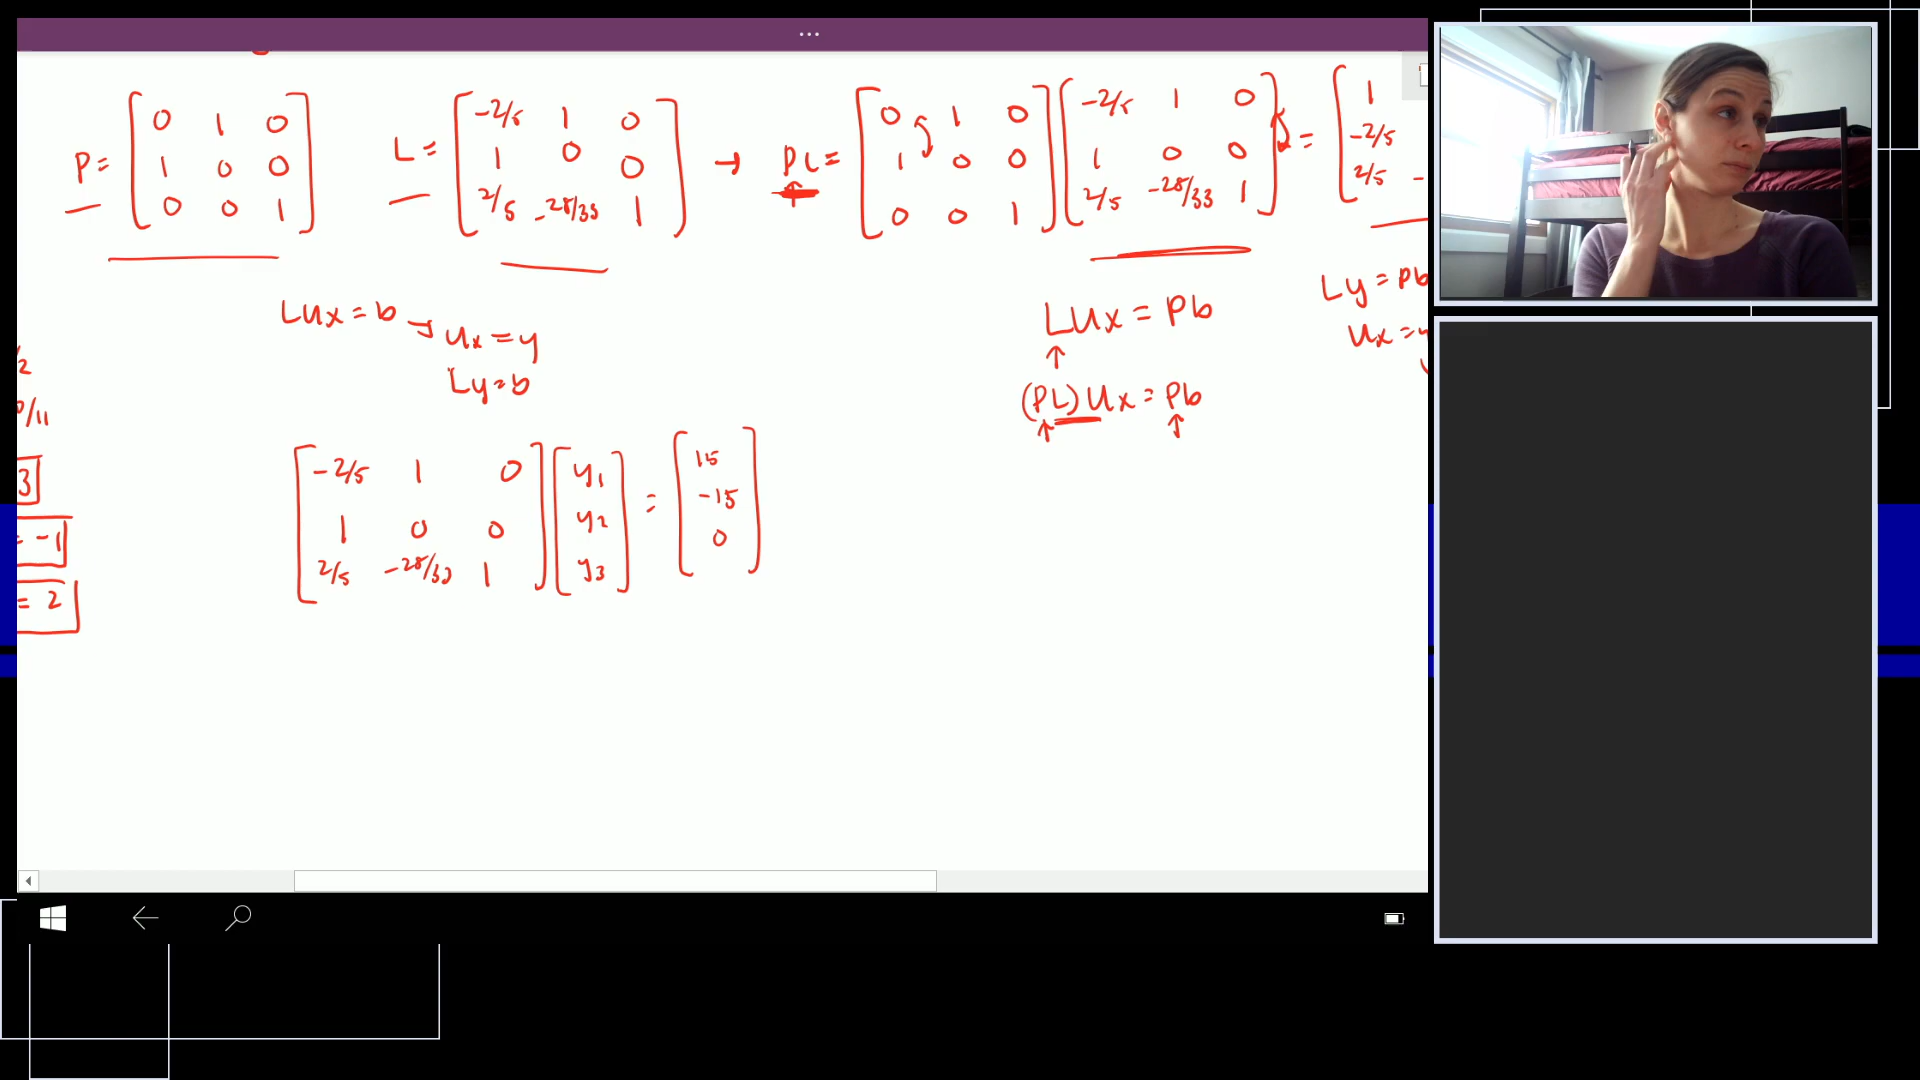 ...
P = [ 0 1 0 ; 1 0 0 ; 0 0 1 ] L = [ -2/5 1 0 ; 1 0 0 ; 2/5 -28/33 1 ] → PL = [ 0 1 0 ; 1 0 0 ; 0 0 1 ] [ -2/5 1 0 ; 1 0 0 ; 2/5 -28/33 1 ] = [ 1 ; -2/5 ; 2/5 -
LUx = b → Ux = y
Ly = b
LUx = Pb
(PL)Ux = Pb
Ly = Pb
Ux = y
/2
0/11
3
= -1
= 2
[ -2/5 1 0 ; 1 0 0 ; 2/5 -28/33 1 ] [ y1 ; y2 ; y3 ] = [ 15 ; -15 ; 0 ]